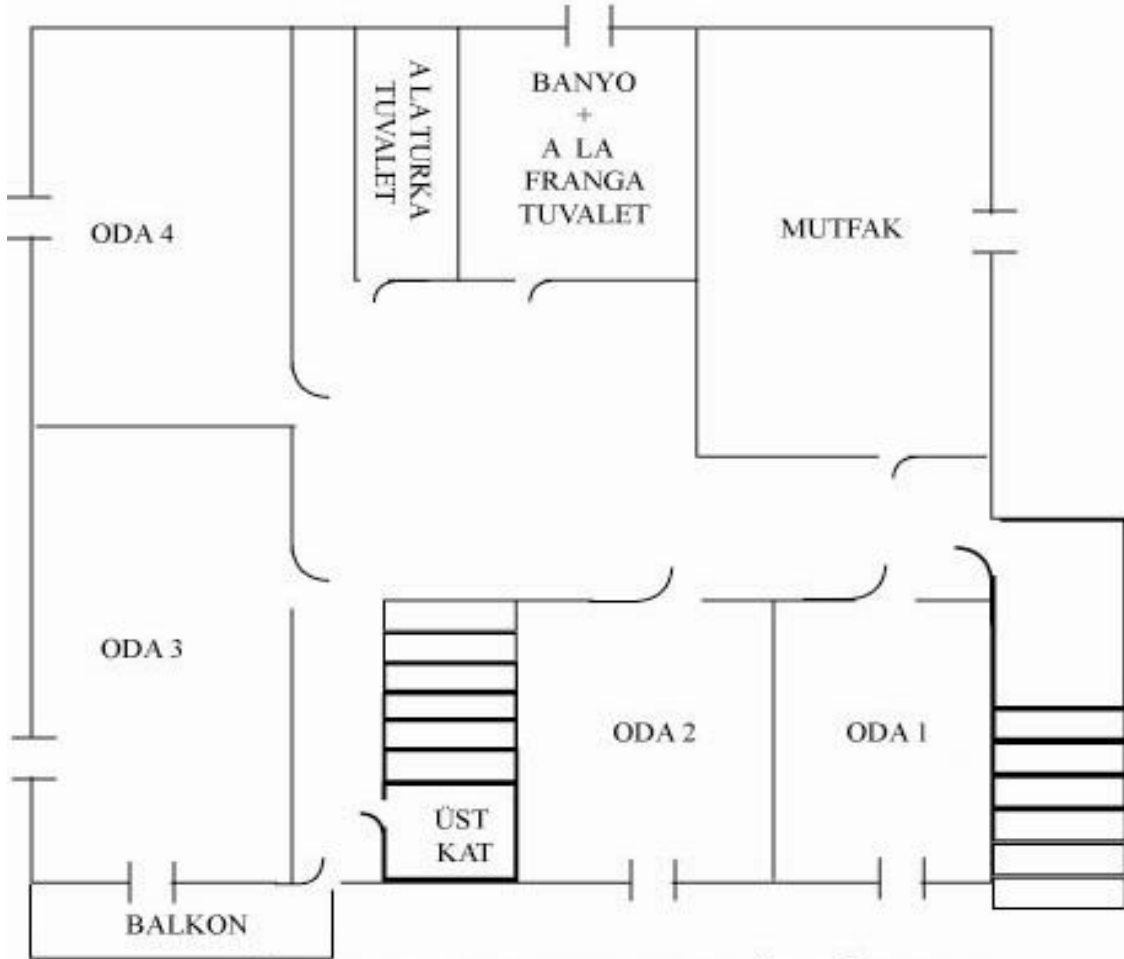 A LA TURKA
TUVALET
BANYO
+
A LA
FRANGA
TUVALET
MUTFAK
ODA 4
ODA 3
ODA 2
ODA 1
ÜST
KAT
BALKON